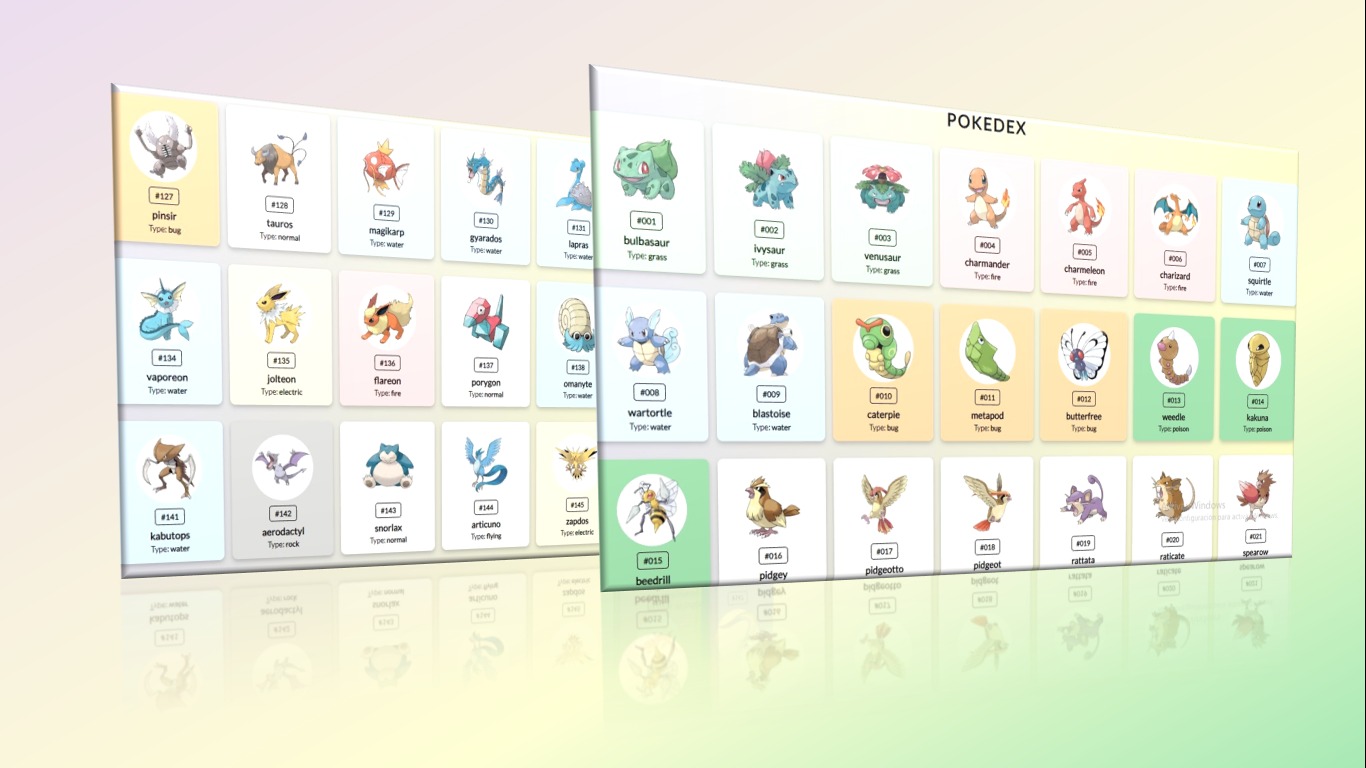 #127
pinsir
Type: bug
#128
tauros
Type: normal
#129
magikarp
Type: water
#130
gyarados
Type: water
#131
lapras
Type: water
#134
vaporeon
Type: water
#135
jolteon
Type: electric
#136
flareon
Type: fire
#137
porygon
Type: normal
#138
omanyte
Type: water
#141
kabutops
Type: water
#142
aerodactyl
Type: rock
#143
snorlax
Type: normal
#144
articuno
Type: flying
#145
zapdos
Type: electric
POKEDEX
#001
bulbasaur
Type: grass
#002
ivysaur
Type: grass
#003
venusaur
Type: grass
#004
charmander
Type: fire
#005
charmeleon
Type: fire
#006
charizard
Type: fire
#007
squirtle
Type: water
#008
wartortle
Type: water
#009
blastoise
Type: water
#010
caterpie
Type: bug
#011
metapod
Type: bug
#012
butterfree
Type: bug
#013
weedle
Type: poison
#014
kakuna
Type: poison
#015
beedrill
#016
pidgey
#017
pidgeotto
#018
pidgeot
#019
rattata
#020
raticate
#021
spearow
Windows